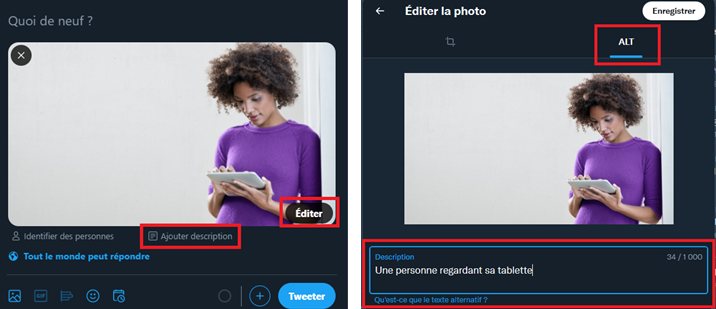 Quoi de neuf ?
Éditer
Identifier des personnes
Ajouter description
Tout le monde peut répondre
GIF
Tweeter
Éditer la photo
Enregistrer
ALT
Description
34 / 1 000
Une personne regardant sa tablette
Qu'est-ce que le texte alternatif ?